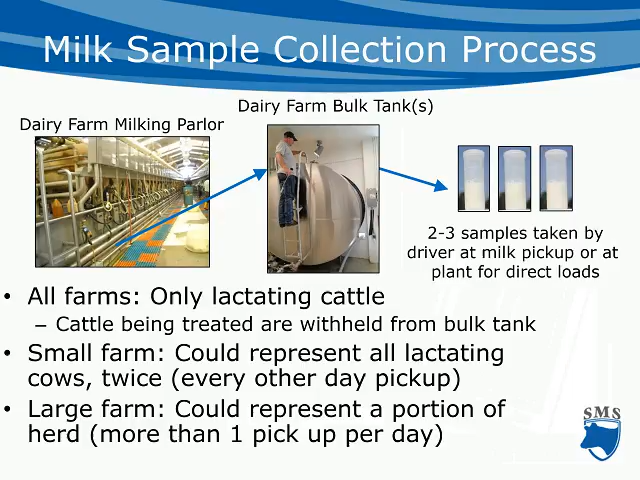 Milk Sample Collection Process
Dairy Farm Bulk Tank(s)
Dairy Farm Milking Parlor
2-3 samples taken by
driver at milk pickup or at
plant for direct loads
• All farms: Only lactating cattle
– Cattle being treated are withheld from bulk tank
• Small farm: Could represent all lactating
cows, twice (every other day pickup)
• Large farm: Could represent a portion of
herd (more than 1 pick up per day)
SMS